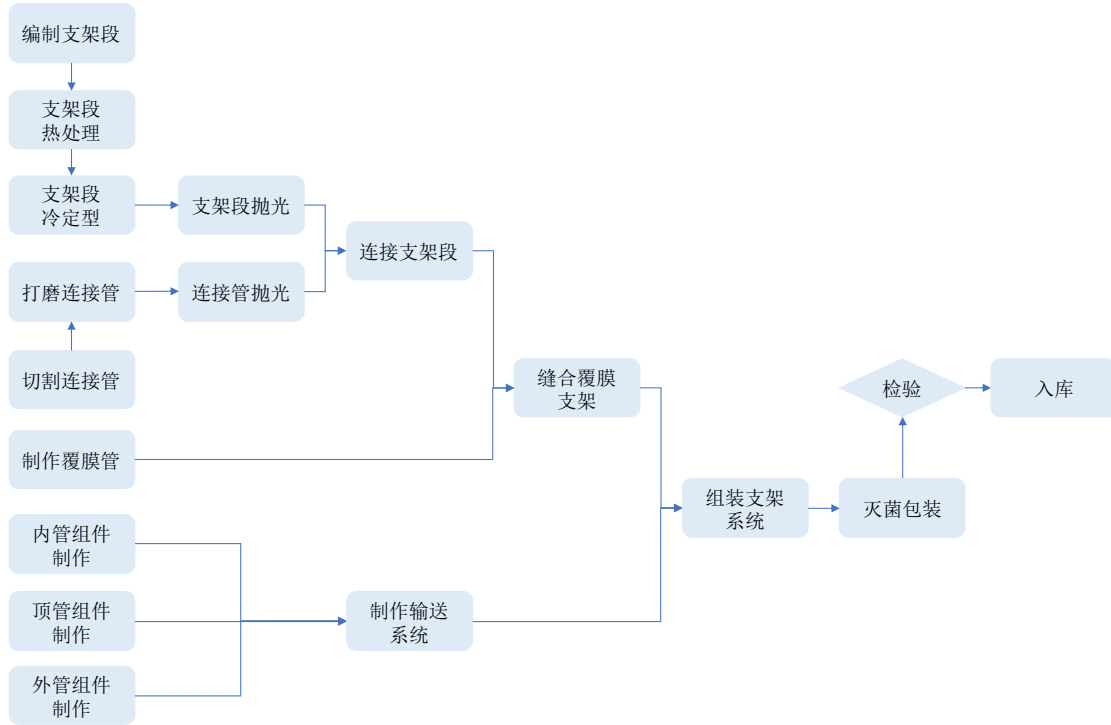 编制支架段
支架段
热处理
支架段
冷定型
支架段抛光
连接支架段
打磨连接管
连接管抛光
切割连接管
缝合覆膜
支架
检验
入库
制作覆膜管
组装支架
系统
灭菌包装
内管组件
制作
顶管组件
制作
制作输送
系统
外管组件
制作